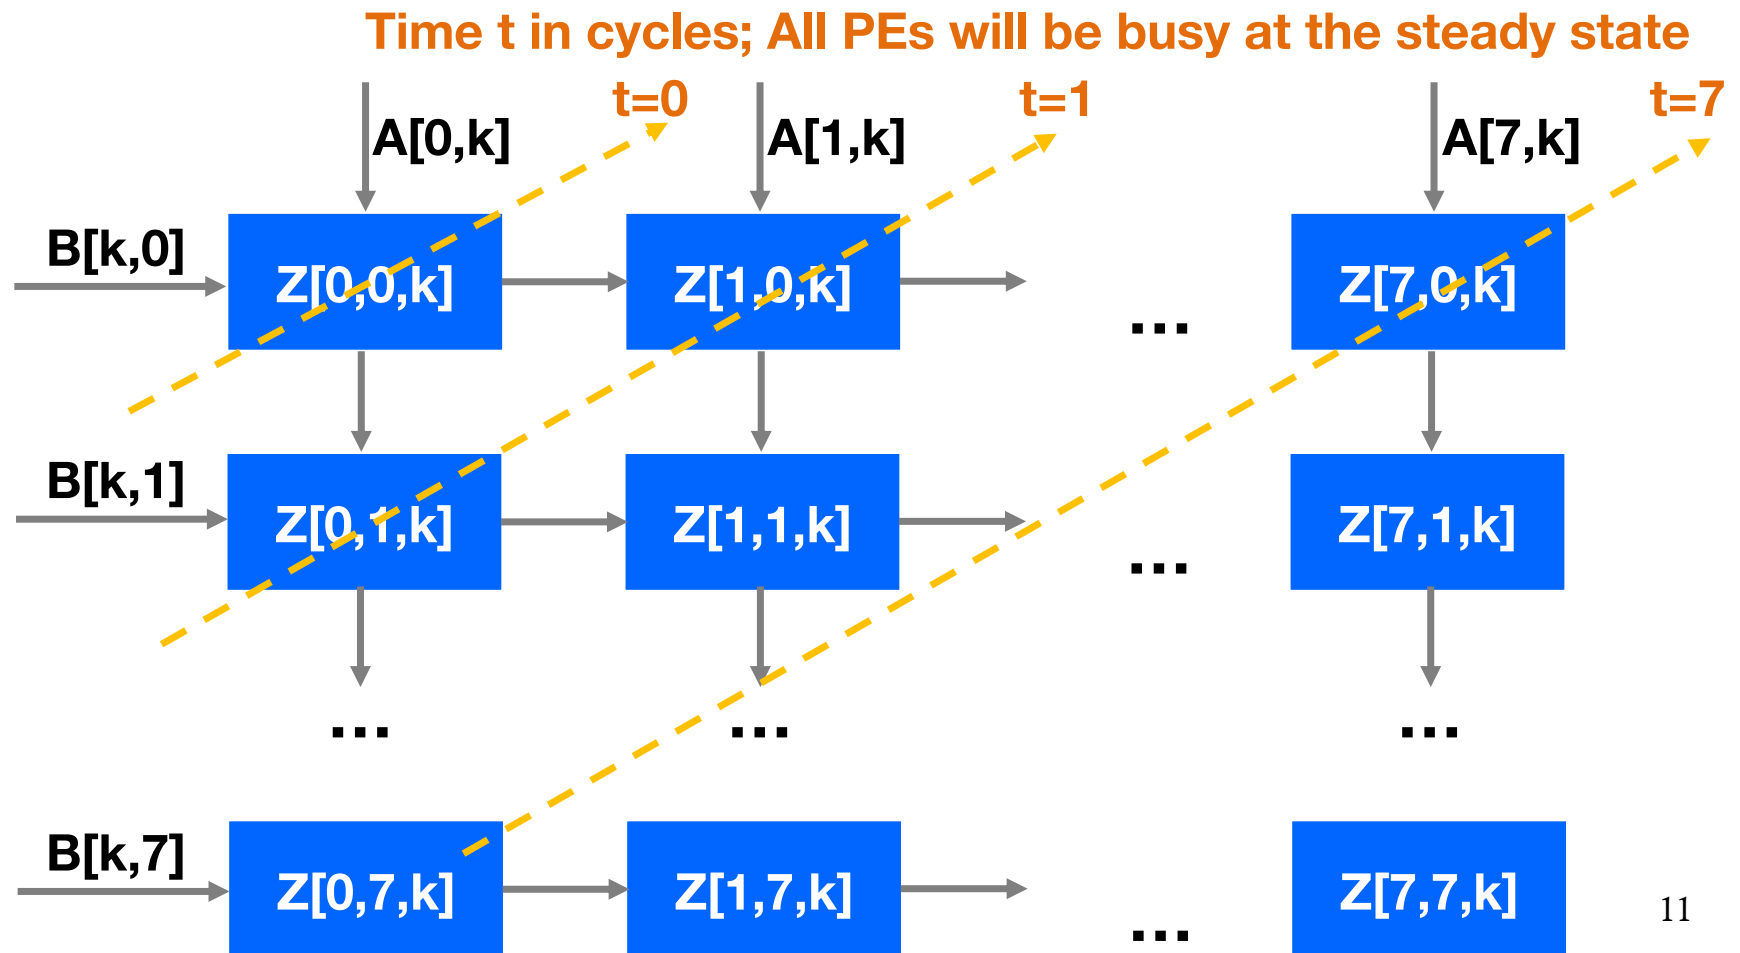 Time t in cycles; All PEs will be busy at the steady state
t=0 t=1 t=7
A[0,k] A[1,k] A[7,k]
B[k,0] Z[0,0,k] Z[1,0,k] ... Z[7,0,k]
B[k,1] Z[0,1,k] Z[1,1,k] ... Z[7,1,k]
... ... ...
B[k,7] Z[0,7,k] Z[1,7,k] ... Z[7,7,k]
11